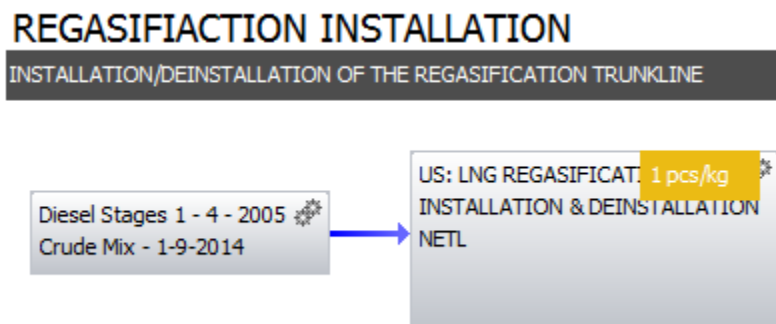 REGASIFIACTION INSTALLATION
INSTALLATION/DEINSTALLATION OF THE REGASIFICATION TRUNKLINE
US: LNG REGASIFICATI 1 pcs/kg
INSTALLATION & DEINSTALLATION
NETL
Diesel Stages 1 - 4 - 2005
Crude Mix - 1-9-2014